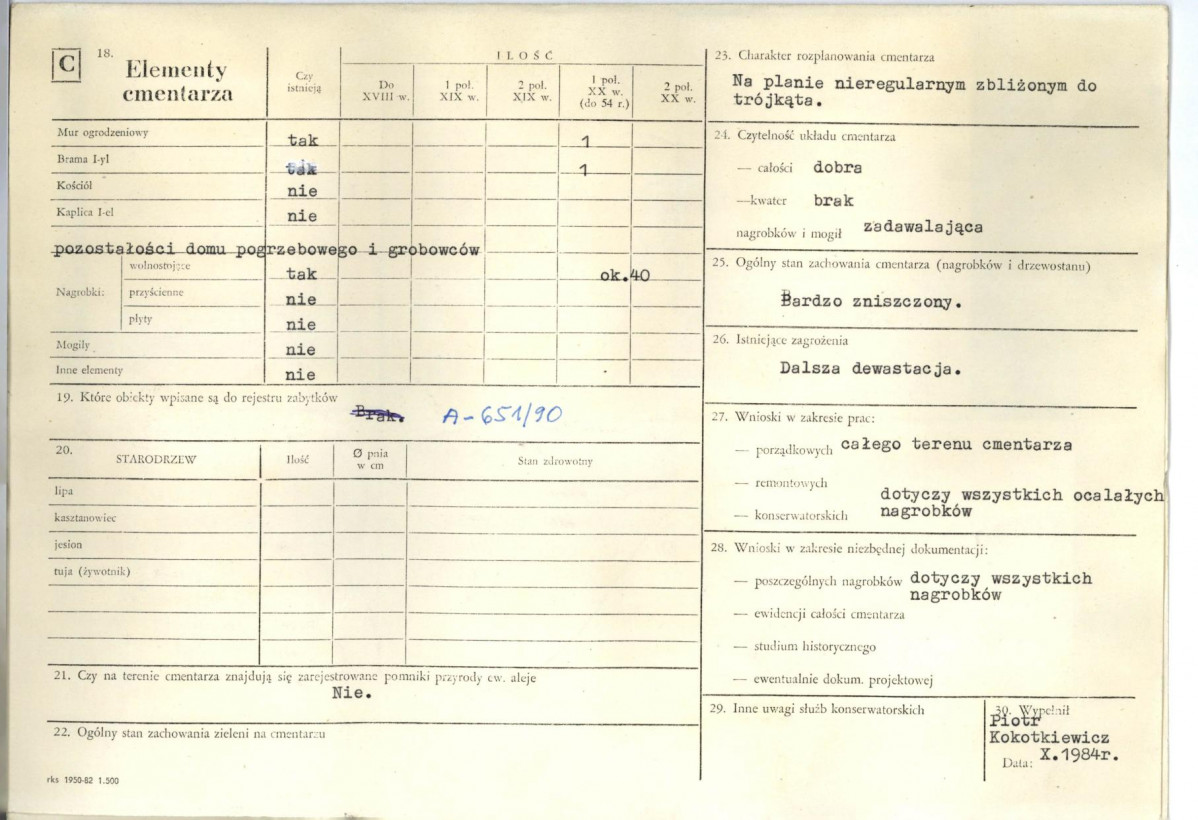 C
18. Elementy cmentarza
Czy istnieją
ILOŚĆ
Do XVIII w.
1 poł. XIX w.
2 poł. XIX w.
1 poł. XX w. (do 54 r.)
2 poł. XX w.
Mur ogrodzeniowy tak 1
Brama I-yl tak 1
Kościół nie
Kaplica I-el nie
pozostałości domu pogrzebowego i grobowców
Nagrobki:
wolnostojące tak ok.40
przyścienne nie
płyty nie
Mogiły nie
Inne elementy nie
19. Które obiekty wpisane są do rejestru zabytków
Brak. A-651/90
20. STARODRZEW Ilość Ø pnia w cm Stan zdrowotny
lipa
kasztanowiec
jesion
tuja (żywotnik)
21. Czy na terenie cmentarza znajdują się zarejestrowane pomniki przyrody ew. aleje
Nie.
22. Ogólny stan zachowania zieleni na cmentarzu
rks 1950-82 1.500
23. Charakter rozplanowania cmentarza
Na planie nieregularnym zbliżonym do
trójkąta.
24. Czytelność układu cmentarza
— całości dobra
—kwater brak
nagrobków i mogił zadawalająca
25. Ogólny stan zachowania cmentarza (nagrobków i drzewostanu)
Bardzo zniszczony.
26. Istniejące zagrożenia
Dalsza dewastacja.
27. Wnioski w zakresie prac:
— porządkowych całego terenu cmentarza
— remontowych
dotyczy wszystkich ocalałych
— konserwatorskich nagrobków
28. Wnioski w zakresie niezbędnej dokumentacji:
— poszczególnych nagrobków dotyczy wszystkich
nagrobków
— ewidencji całości cmentarza
— studium historycznego
— ewentualnie dokum. projektowej
29. Inne uwagi służb konserwatorskich
30. Wypełnił
Piotr
Kokotkiewicz
Data: X.1984r.